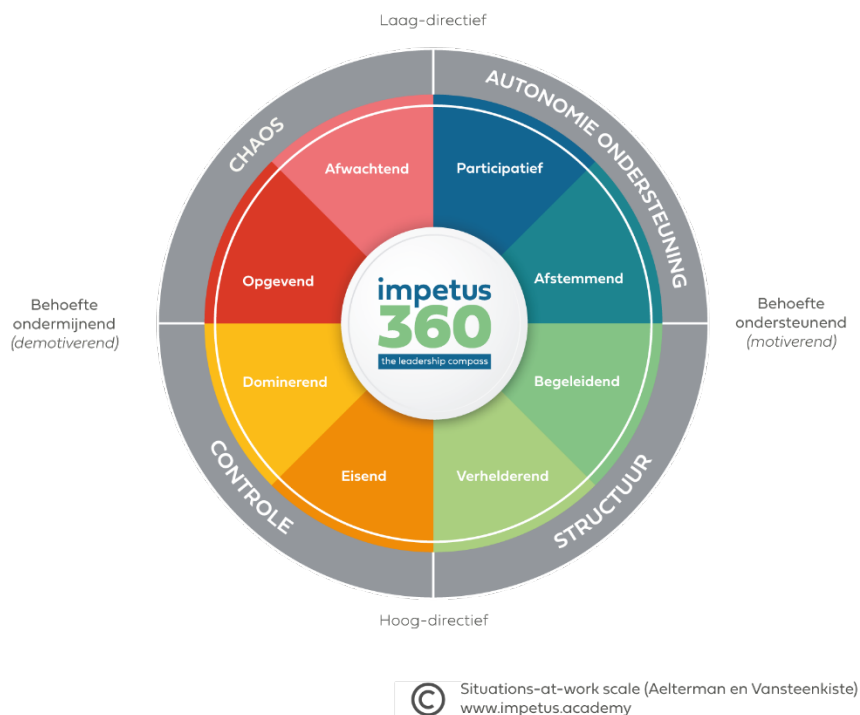 Laag-directief
CHAOS
AUTONOMIE ONDERSTEUNING
Afwachtend
Participatief
Opgevend
Afstemmend
Behoefte
ondermijnend
(demotiverend)
impetus
360
the leadership compass
Behoefte
ondersteunend
(motiverend)
Dominerend
Begeleidend
Eisend
Verhelderend
CONTROLE
STRUCTUUR
Hoog-directief
© Situations-at-work scale (Aelterman en Vansteenkiste)
www.impetus.academy